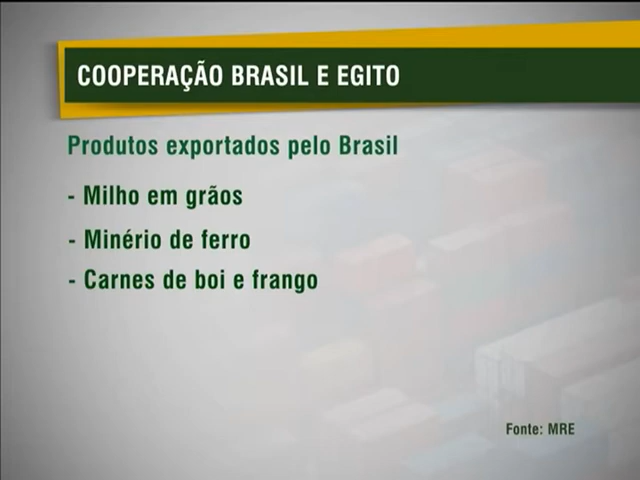 COOPERAÇÃO BRASIL E EGITO
Produtos exportados pelo Brasil
- Milho em grãos
- Minério de ferro
- Carnes de boi e frango
Fonte: MRE